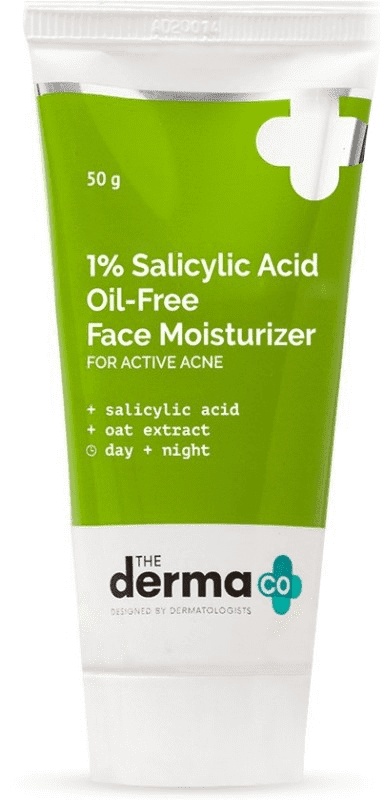 50 g
1% Salicylic Acid
Oil-Free
Face Moisturizer
FOR ACTIVE ACNE
+ salicylic acid
+ oat extract
day + night
THE
derma co
DESIGNED BY DERMATOLOGISTS